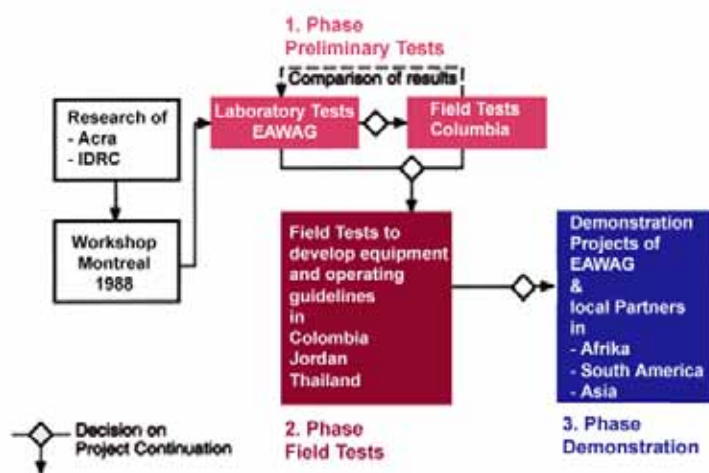 1. Phase
Preliminary Tests
Comparison of results
Research of
- Acra
- IDRC
Laboratory Tests
EAWAG
Field Tests
Columbia
Workshop
Montreal
1988
Field Tests to
develop equipment
and operating
guidelines
in
Colombia
Jordan
Thailand
Demonstration
Projects of
EAWAG
&
local Partners
in
- Afrika
- South America
- Asia
Decision on
Project Continuation
2. Phase
Field Tests
3. Phase
Demonstration